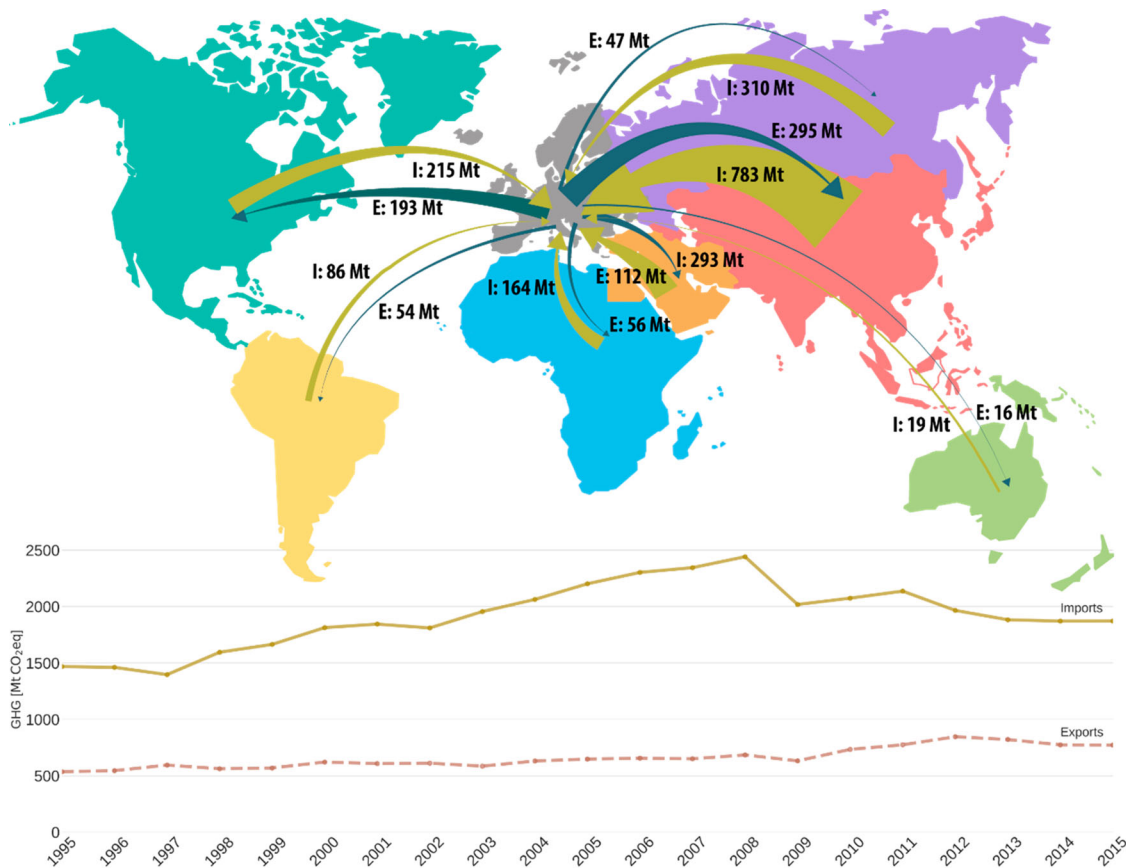 E: 47 Mt
I: 310 Mt
E: 295 Mt
I: 215 Mt
I: 783 Mt
E: 193 Mt
I: 86 Mt
I: 293 Mt
E: 112 Mt
I: 164 Mt
E: 54 Mt
E: 56 Mt
E: 16 Mt
I: 19 Mt
2500
2000
1500
1000
500
0
GHG [Mt CO₂eq]
Imports
Exports
1995
1996
1997
1998
1999
2000
2001
2002
2003
2004
2005
2006
2007
2008
2009
2010
2011
2012
2013
2014
2015